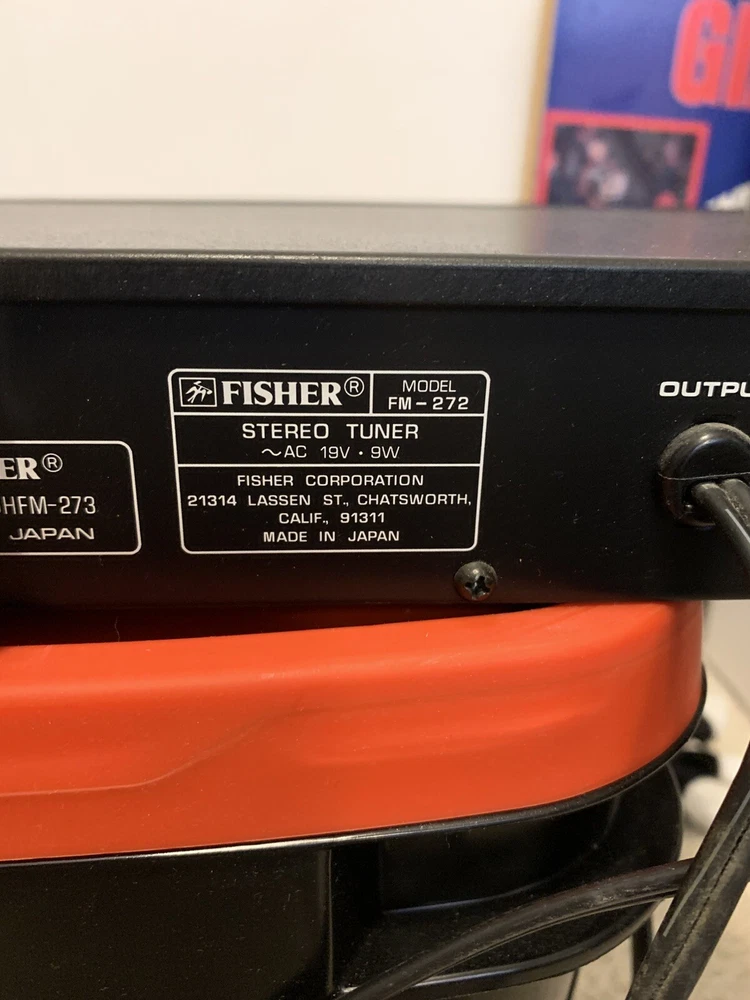 FISHER®
MODEL
FM-272
STEREO TUNER
~AC 19V · 9W
FISHER CORPORATION
21314 LASSEN ST., CHATSWORTH,
CALIF., 91311
MADE IN JAPAN
ER®
HFM-273
JAPAN
OUTPU